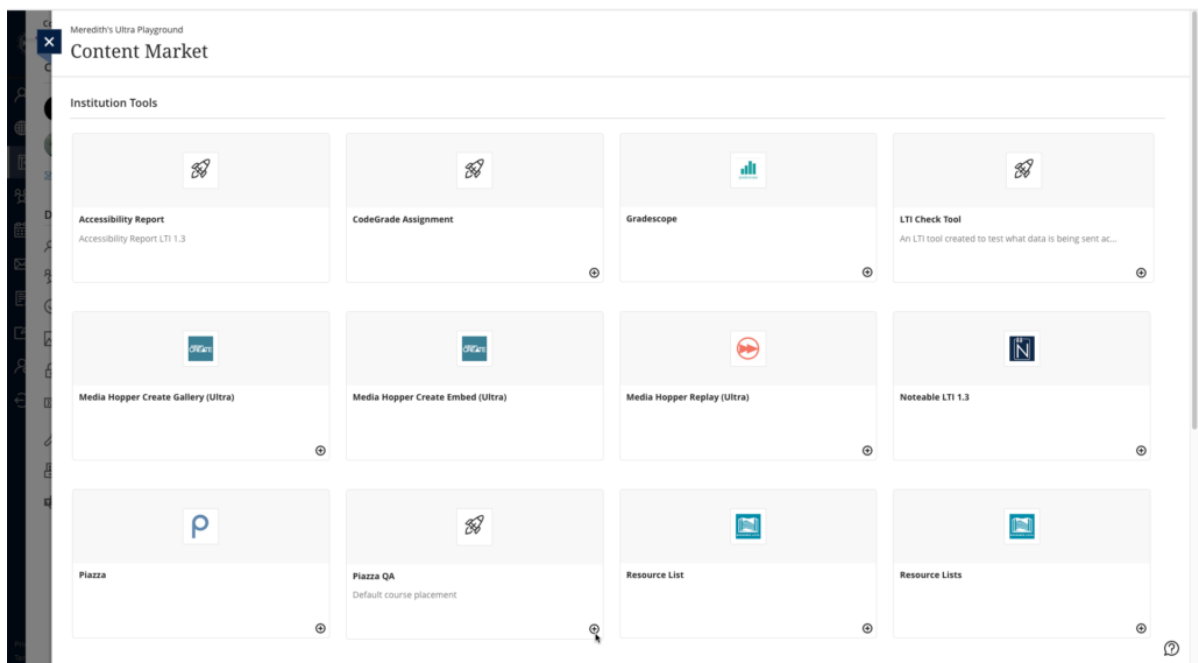 Meredith's Ultra Playground
Content Market
Institution Tools
Accessibility Report
Accessibility Report LTI 1.3
CodeGrade Assignment
Gradescope
LTI Check Tool
An LTI tool created to test what data is being sent ac...
CREATE
Media Hopper Create Gallery (Ultra)
CREATE
Media Hopper Create Embed (Ultra)
Media Hopper Replay (Ultra)
N
Noteable LTI 1.3
Piazza
Piazza QA
Default course placement
Resource List
Resource Lists